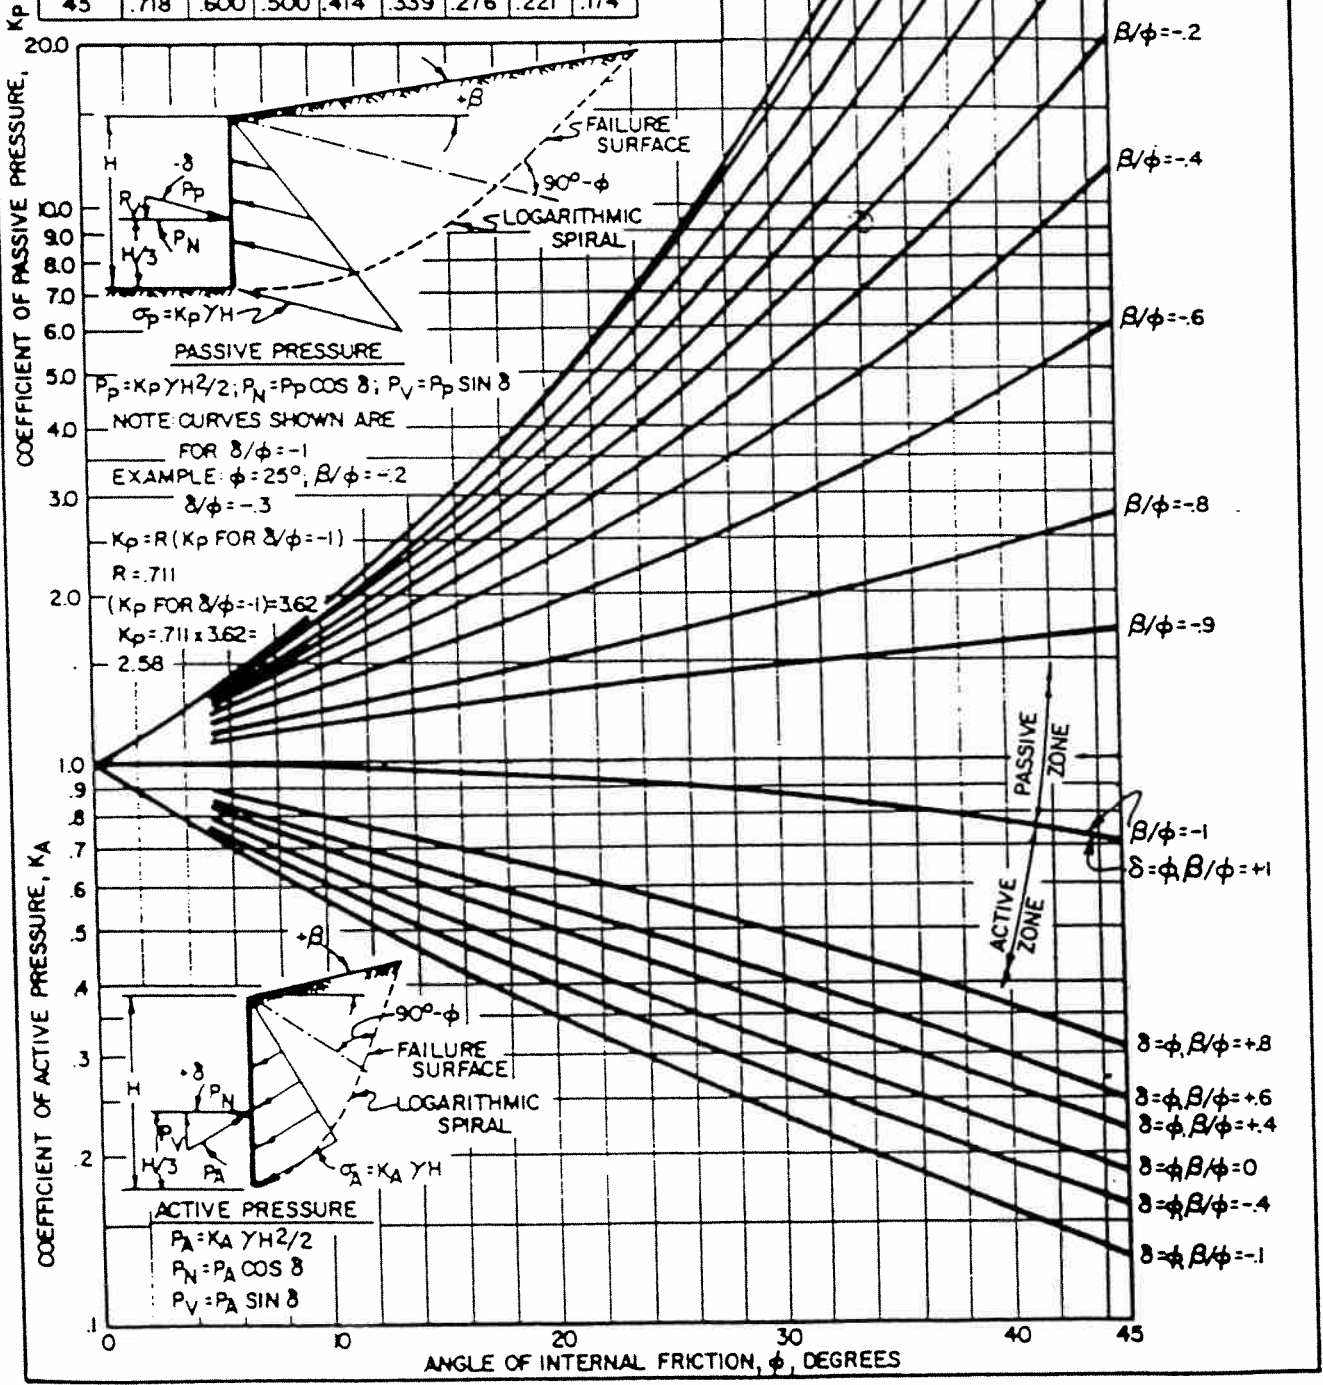 45 .718 .600 .500 .414 .339 .276 .221 .174
COEFFICIENT OF PASSIVE PRESSURE, KP
20.0
10.0
9.0
8.0
7.0
6.0
5.0
4.0
3.0
2.0
1.0
.9
.8
.7
.6
.5
.4
.3
.2
.1
COEFFICIENT OF ACTIVE PRESSURE, KA
+β
FAILURE
SURFACE
90°-φ
LOGARITHMIC
SPIRAL
H
-δ
PP
PN
H/3
σP=KPγH
PASSIVE PRESSURE
PP=KPγH2/2; PN=PP COS δ; PV=PP SIN δ
NOTE: CURVES SHOWN ARE
FOR δ/φ=-1
EXAMPLE: φ=25°; β/φ=-.2
δ/φ=-.3
KP=R(KP FOR δ/φ=-1)
R=.711
(KP FOR δ/φ=-1)=3.62
KP=.711 x 3.62=
2.58
β/φ=-.2
β/φ=-.4
β/φ=-.6
β/φ=-.8
β/φ=-.9
PASSIVE
ZONE
ACTIVE
ZONE
β/φ=-1
δ=φ,β/φ=+1
δ=φ,β/φ=+.8
δ=φ,β/φ=+.6
δ=φ,β/φ=+.4
δ=φ,β/φ=0
δ=φ,β/φ=-.4
δ=φ,β/φ=-.1
+β
90°-φ
FAILURE
SURFACE
LOGARITHMIC
SPIRAL
H
+δ
PN
PV
H/3
PA
σA=KAγH
ACTIVE PRESSURE
PA=KAγH2/2
PN=PA COS δ
PV=PA SIN δ
0 10 20 30 40 45
ANGLE OF INTERNAL FRICTION, φ, DEGREES